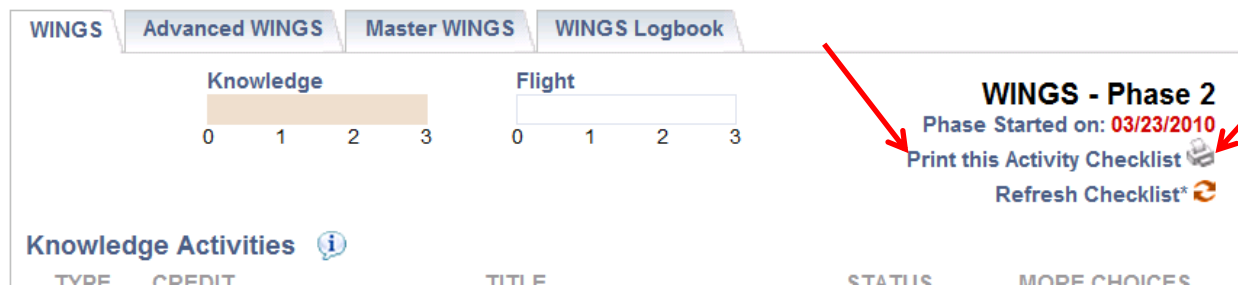 WINGS Advanced WINGS Master WINGS WINGS Logbook
Knowledge Flight
0 1 2 3 0 1 2 3
WINGS - Phase 2
Phase Started on: 03/23/2010
Print this Activity Checklist
Refresh Checklist*
Knowledge Activities
TYPE CREDIT TITLE STATUS MORE CHOICES